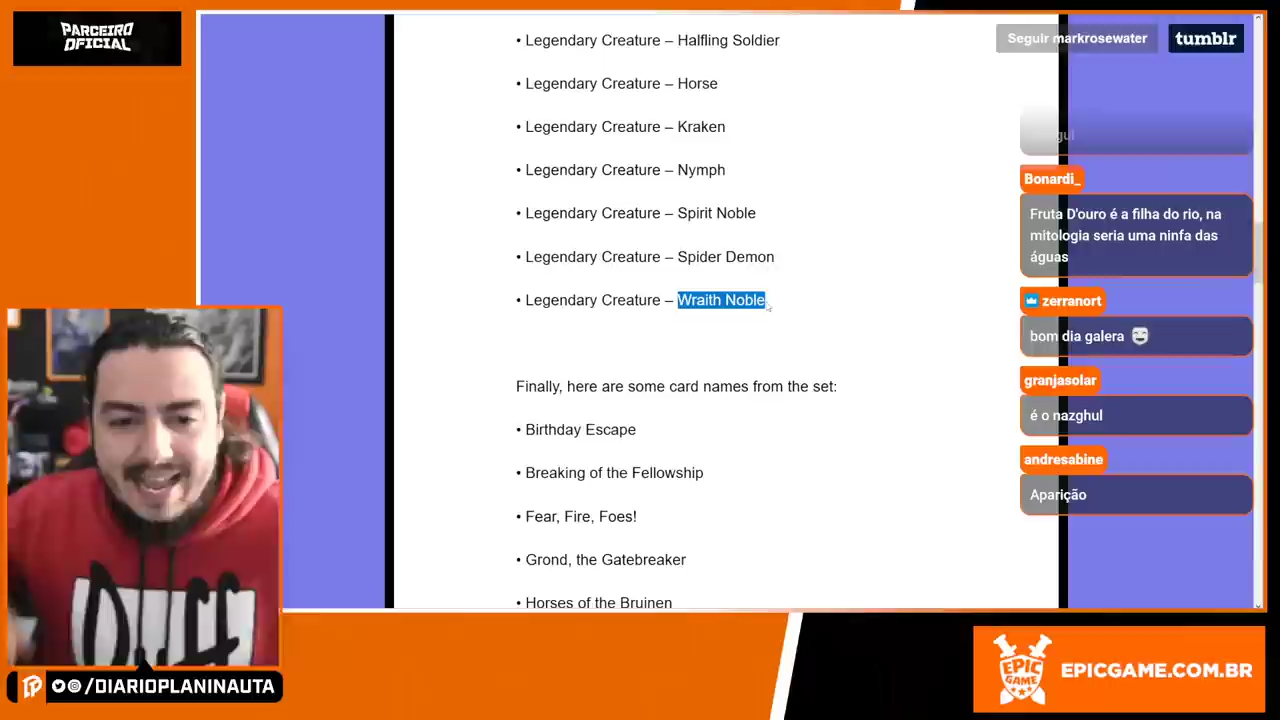 PARCEIRO
OFICIAL
• Legendary Creature – Halfling Soldier
• Legendary Creature – Horse
• Legendary Creature – Kraken
• Legendary Creature – Nymph
• Legendary Creature – Spirit Noble
• Legendary Creature – Spider Demon
• Legendary Creature – Wraith Noble
Finally, here are some card names from the set:
• Birthday Escape
• Breaking of the Fellowship
• Fear, Fire, Foes!
• Grond, the Gatebreaker
• Horses of the Bruinen
Seguir markrosewater
tumblr
Bonardi_
Fruta D'ouro é a filha do rio, na
mitologia seria uma ninfa das
águas
zerranort
bom dia galera
granjasolar
é o nazghul
andresabine
Aparição
/DIARIOPLANINAUTA
EPIC
GAME
EPICGAME.COM.BR